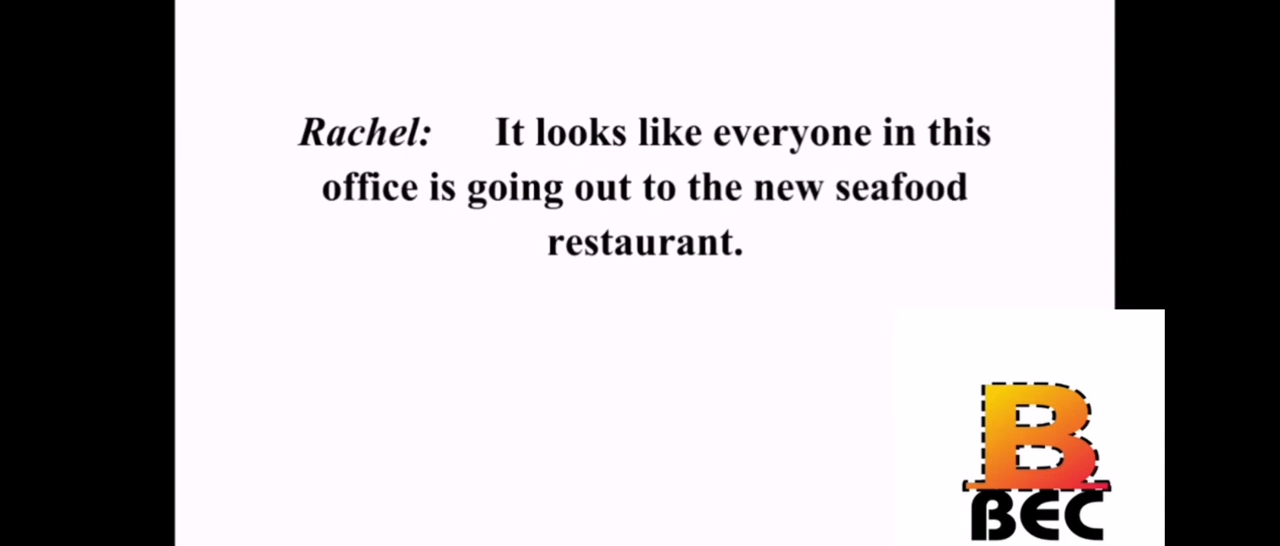 Rachel: It looks like everyone in this
office is going out to the new seafood
restaurant.
B
BEC